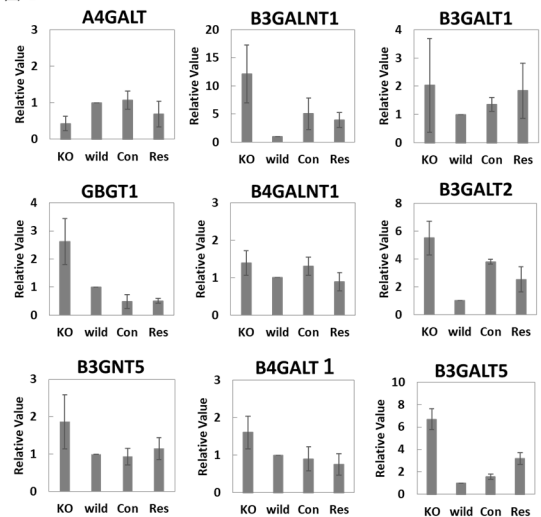 A4GALT B3GALNT1 B3GALT1
Relative Value 3 2 1 0 Relative Value 20 15 10 5 0 Relative Value 4 3 2 1 0
KO wild Con Res KO wild Con Res KO wild Con Res
GBGT1 B4GALNT1 B3GALT2
Relative Value 4 3 2 1 0 Relative Value 3 2 1 0 Relative Value 8 6 4 2 0
KO wild Con Res KO wild Con Res KO wild Con Res
B3GNT5 B4GALT 1 B3GALT5
Relative Value 3 2 1 0 Relative Value 3 2 1 0 Relative Value 10 8 6 4 2 0
KO wild Con Res KO wild Con Res KO wild Con Res